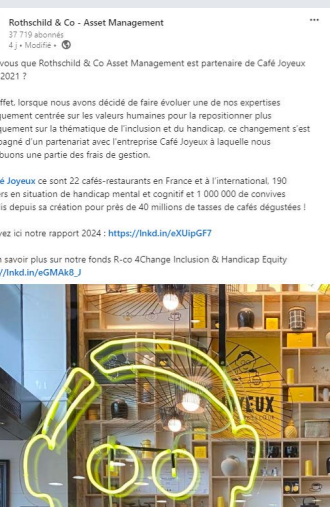 Rothschild & Co - Asset Management
37 719 abonnés
4 j • Modifié •
vous que Rothschild & Co Asset Management est partenaire de Café Joyeux
2021 ?
ffet, lorsque nous avons décidé de faire évoluer une de nos expertises
quement centrée sur les valeurs humaines pour la repositionner plus
quement sur la thématique de l'inclusion et du handicap, ce changement s'est
pagné d'un partenariat avec l'entreprise Café Joyeux à laquelle nous
buons une partie des frais de gestion.
é Joyeux ce sont 22 cafés-restaurants en France et à l'international, 190
ers en situation de handicap mental et cognitif et 1 000 000 de convives
is depuis sa création pour près de 40 millions de tasses de cafés dégustées !
vez ici notre rapport 2024 : https://lnkd.in/eXUipGF7
n savoir plus sur notre fonds R-co 4Change Inclusion & Handicap Equity
//lnkd.in/eGMAk8_J
YEUX